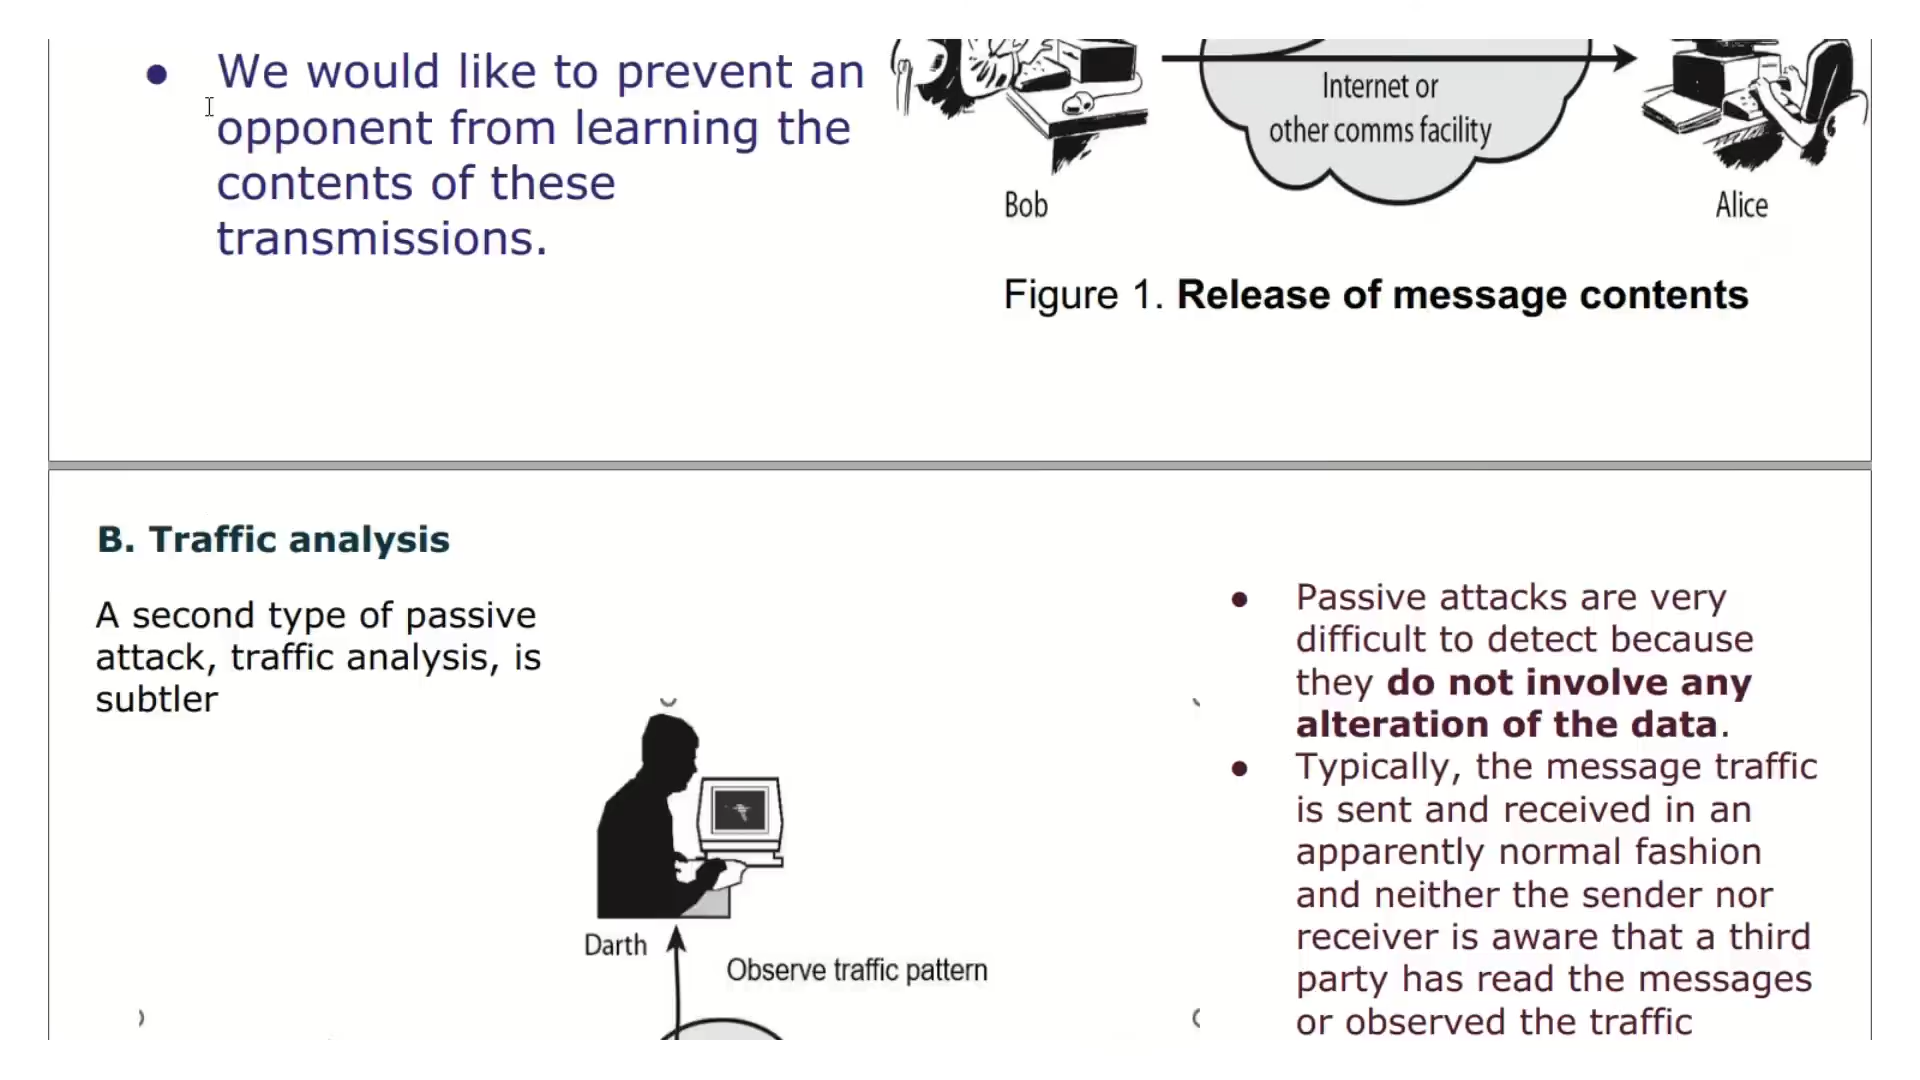 ● We would like to prevent an
opponent from learning the
contents of these
transmissions.
Internet or
other comms facility
Bob
Alice
Figure 1. Release of message contents
B. Traffic analysis
A second type of passive
attack, traffic analysis, is
subtler
Darth
Observe traffic pattern
● Passive attacks are very
difficult to detect because
they do not involve any
alteration of the data.
● Typically, the message traffic
is sent and received in an
apparently normal fashion
and neither the sender nor
receiver is aware that a third
party has read the messages
or observed the traffic